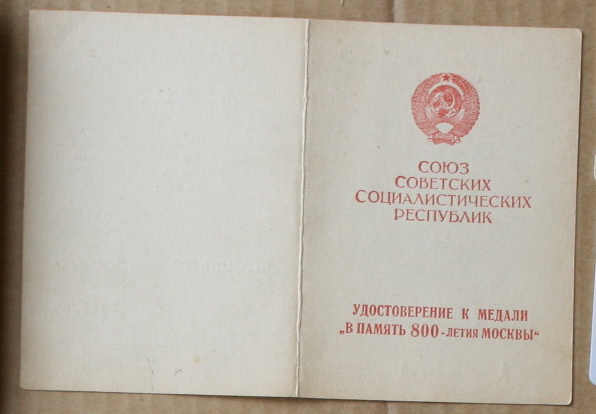 СОЮЗ
СОВЕТСКИХ
СОЦИАЛИСТИЧЕСКИХ
РЕСПУБЛИК
УДОСТОВЕРЕНИЕ К МЕДАЛИ
„В ПАМЯТЬ 800-ЛЕТИЯ МОСКВЫ“